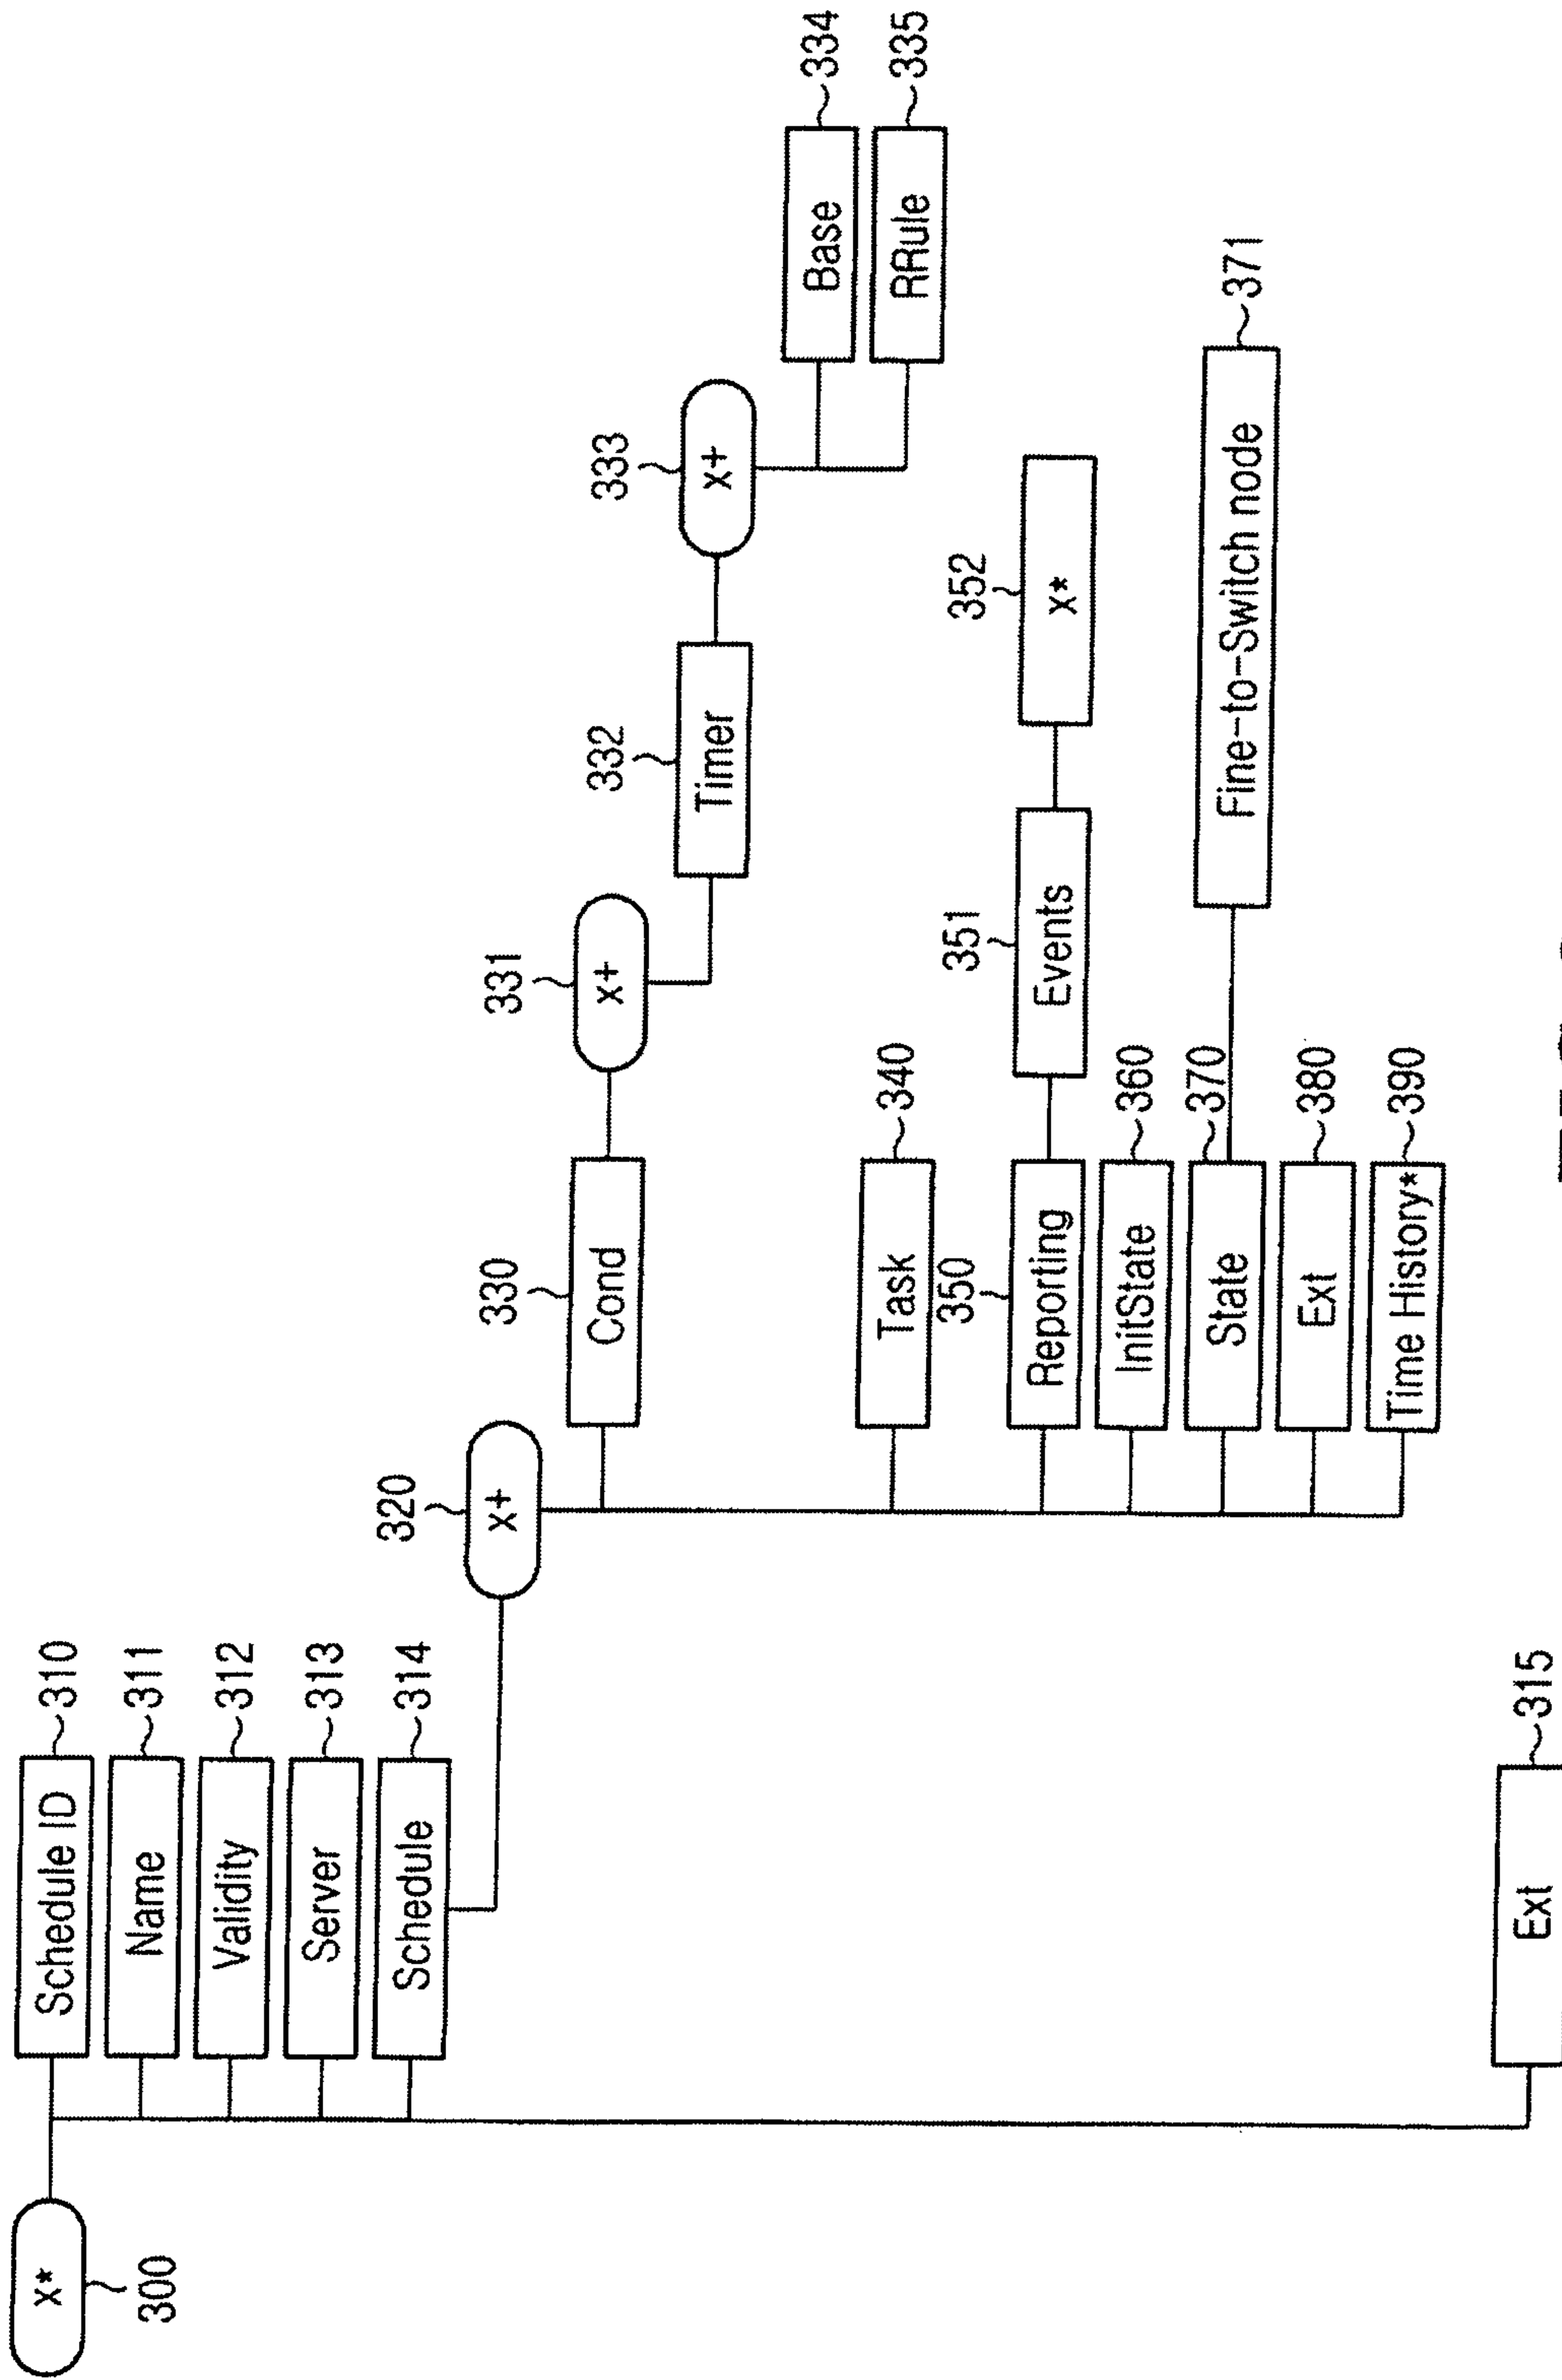 x*
300
Schedule ID 310
Name 311
Validity 312
Server 313
Schedule 314
320
x+
330
Cond
331
x+
332
Timer
333
x+
Base 334
RRule 335
Task 340
350
Reporting
351
Events
352
x*
InitState 360
State 370
Fine-to-Switch node 371
Ext 380
Time History* 390
Ext 315